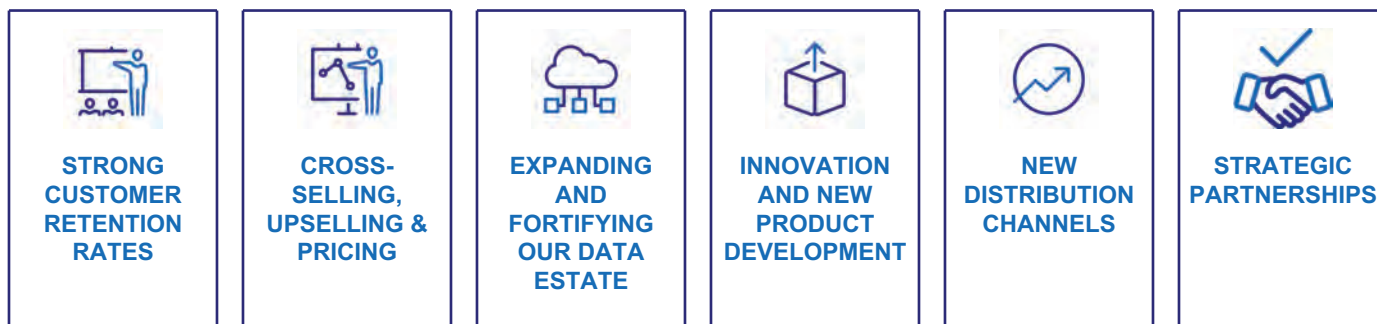 STRONG
CUSTOMER
RETENTION
RATES
CROSS-
SELLING,
UPSELLING &
PRICING
EXPANDING
AND
FORTIFYING
OUR DATA
ESTATE
INNOVATION
AND NEW
PRODUCT
DEVELOPMENT
NEW
DISTRIBUTION
CHANNELS
STRATEGIC
PARTNERSHIPS